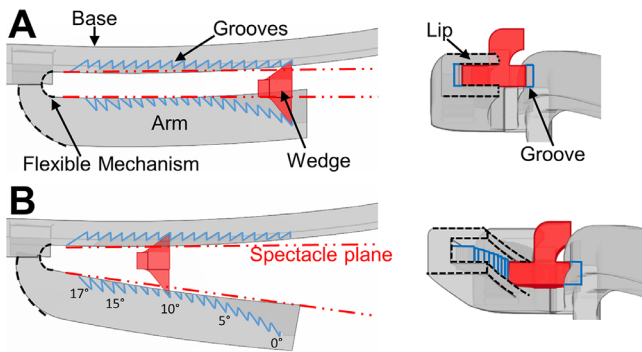 A
Base
Grooves
Lip
Arm
Flexible Mechanism
Wedge
Groove
B
Spectacle plane
17°
15°
10°
5°
0°